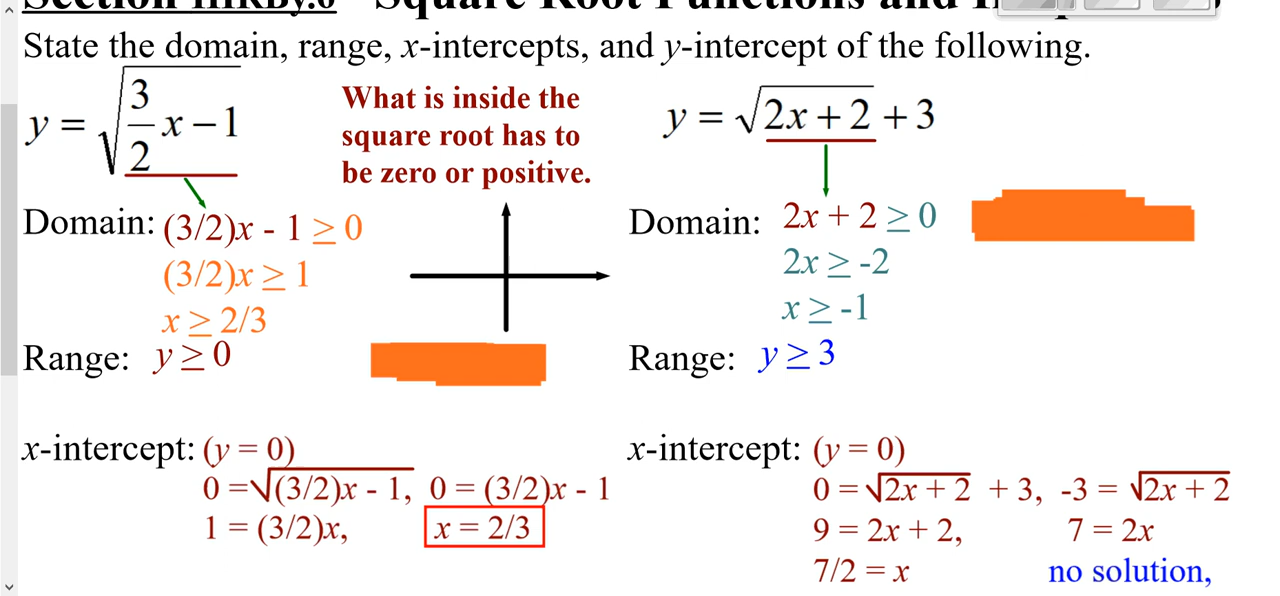 Square Root Functions and
State the domain, range, x-intercepts, and y-intercept of the following.
y = √(3/2 x − 1)
What is inside the
square root has to
be zero or positive.
Domain: (3/2)x - 1 ≥ 0
(3/2)x ≥ 1
x ≥ 2/3
Range: y ≥ 0
x-intercept: (y = 0)
0 = √(3/2)x - 1, 0 = (3/2)x - 1
1 = (3/2)x, x = 2/3
y = √2x + 2 + 3
Domain: 2x + 2 ≥ 0
2x ≥ -2
x ≥ -1
Range: y ≥ 3
x-intercept: (y = 0)
0 = √2x + 2 + 3, -3 = √2x + 2
9 = 2x + 2, 7 = 2x
7/2 = x no solution,